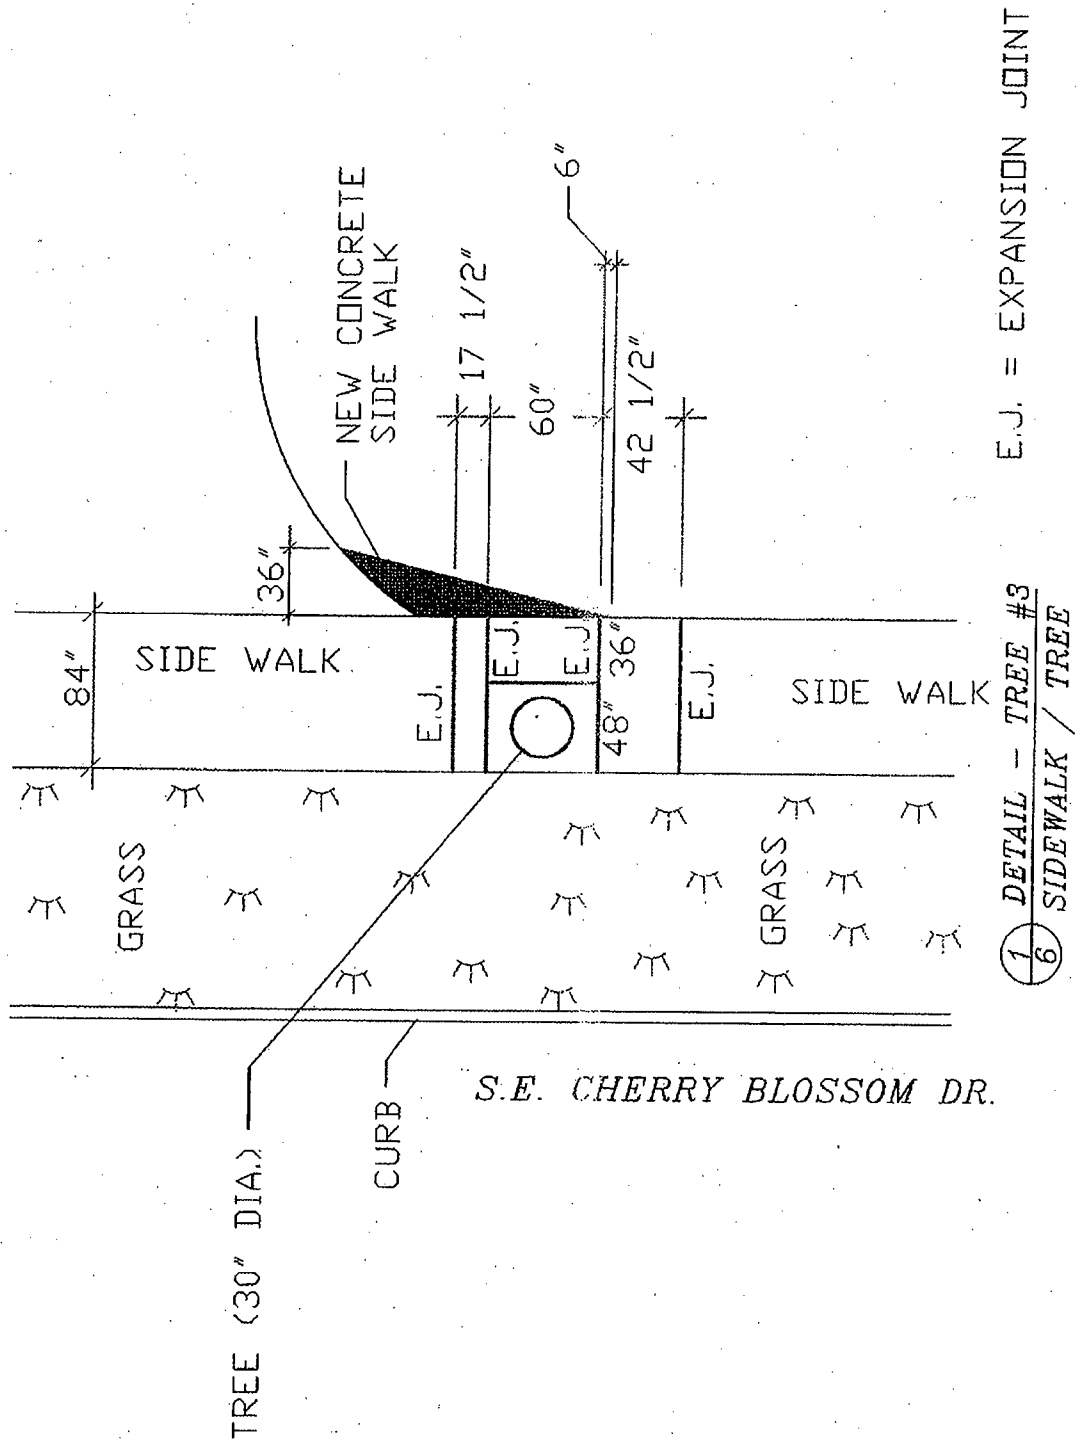 TREE (30" DIA.)
CURB
S.E. CHERRY BLOSSOM DR.
GRASS
GRASS
84"
SIDE WALK
36"
NEW CONCRETE
SIDE WALK
17 1/2"
60"
6"
42 1/2"
E.J.
E.J.
E.J
48" 36"
E.J.
SIDE WALK
1
6
DETAIL - TREE #3
SIDEWALK / TREE
E.J. = EXPANSION JOINT